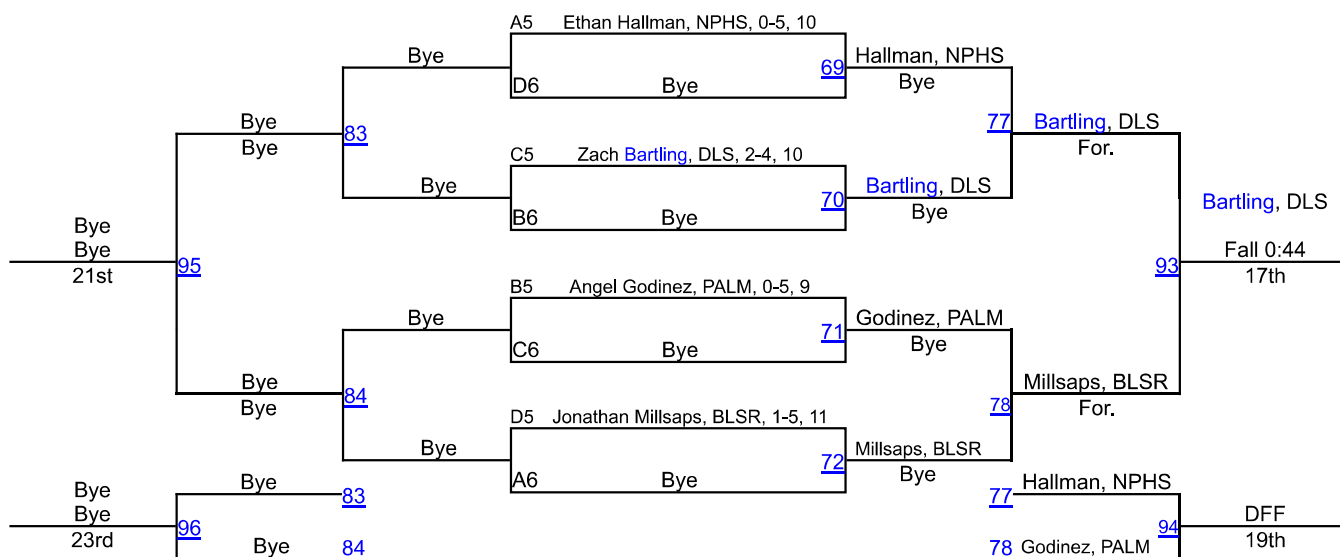 A5 Ethan Hallman, NPHS, 0-5, 10
Bye
69
Hallman, NPHS
D6 Bye
Bye
Bye
Bye
83
77
Bartling, DLS
For.
C5 Zach Bartling, DLS, 2-4, 10
Bye
70
Bartling, DLS
B6 Bye
Bye
Bartling, DLS
Bye
Bye
21st
95
93
Fall 0:44
17th
B5 Angel Godinez, PALM, 0-5, 9
Bye
71
Godinez, PALM
C6 Bye
Bye
Bye
Bye
84
78
Millsaps, BLSR
For.
D5 Jonathan Millsaps, BLSR, 1-5, 11
Bye
72
Millsaps, BLSR
A6 Bye
Bye
Bye
83
77
Hallman, NPHS
Bye
Bye
23rd
96
94
DFF
19th
Bye
84
78
Godinez, PALM